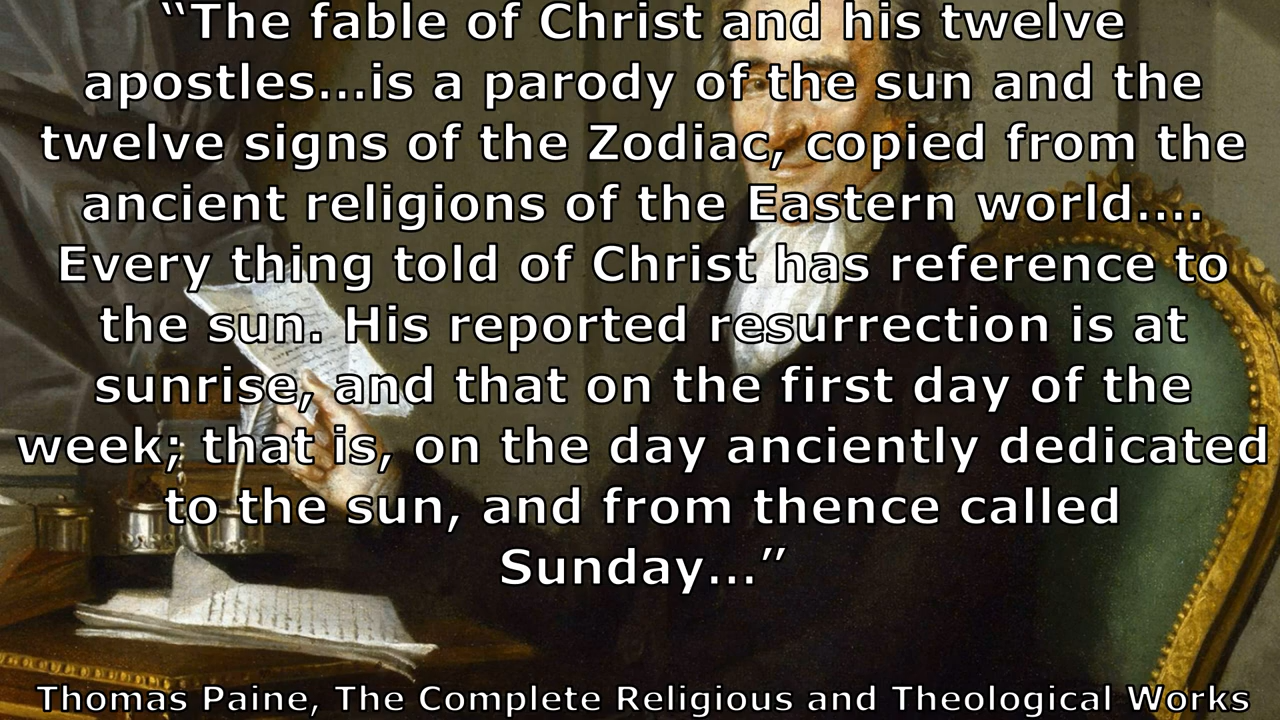 “The fable of Christ and his twelve
apostles...is a parody of the sun and the
twelve signs of the Zodiac, copied from the
ancient religions of the Eastern world....
Every thing told of Christ has reference to
the sun. His reported resurrection is at
sunrise, and that on the first day of the
week; that is, on the day anciently dedicated
to the sun, and from thence called
Sunday...”
Thomas Paine, The Complete Religious and Theological Works